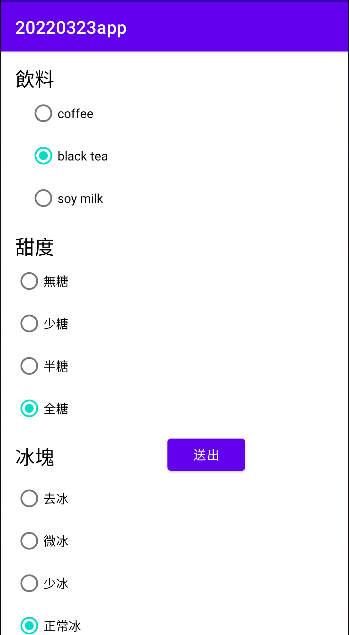 20220323app
飲料
coffee
black tea
soy milk
甜度
無糖
少糖
半糖
全糖
冰塊
送出
去冰
微冰
少冰
正常冰